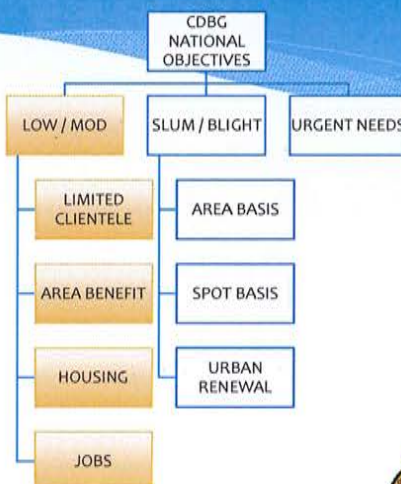 CDBG
NATIONAL
OBJECTIVES
LOW / MOD
SLUM / BLIGHT
URGENT NEEDS
LIMITED
CLIENTELE
AREA BASIS
AREA BENEFIT
SPOT BASIS
HOUSING
URBAN
RENEWAL
JOBS